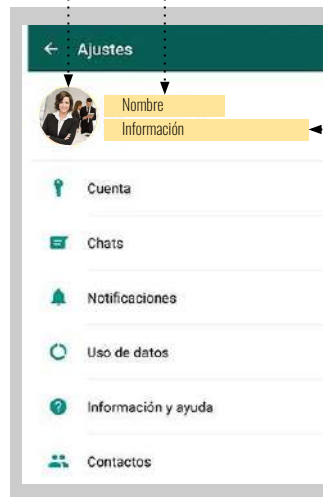 Ajustes
Nombre
Información
Cuenta
Chats
Notificaciones
Uso de datos
Información y ayuda
Contactos